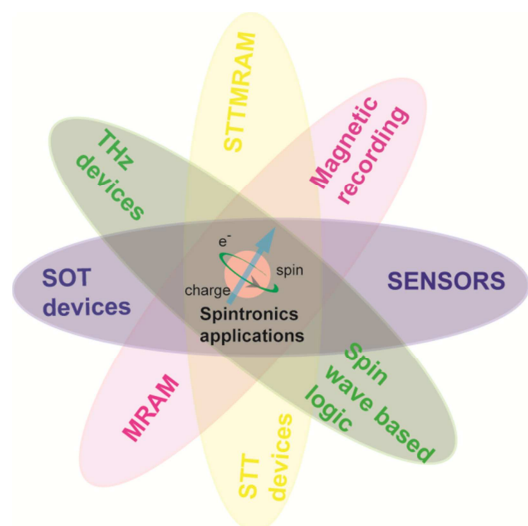 STTMRAM
Magnetic
recording
THz
devices
SOT
devices
SENSORS
e-
spin
charge
Spintronics
applications
MRAM
STT
devices
Spin
wave based
logic